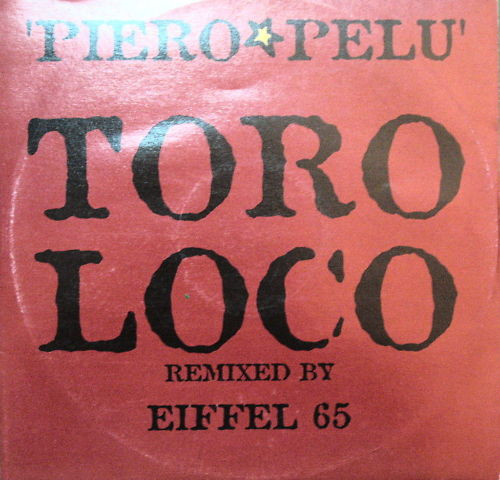 'PIERO★PELU'
TORO
LOCO
REMIXED BY
EIFFEL 65